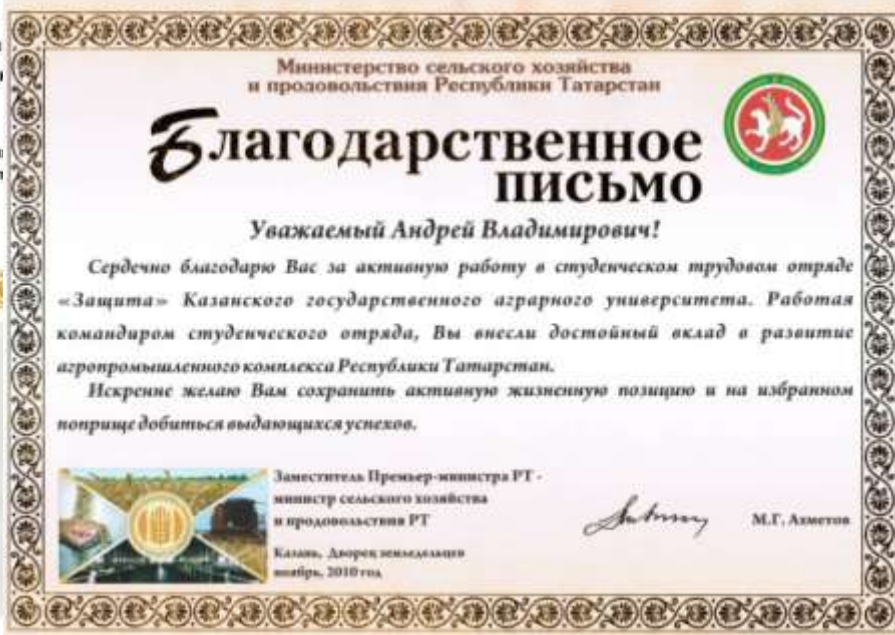 Министерство сельского хозяйства
и продовольствия Республики Татарстан
Благодарственное
письмо
Уважаемый Андрей Владимирович!
Сердечно благодарю Вас за активную работу в студенческом трудовом отряде
«Защита» Казанского государственного аграрного университета. Работая
командиром студенческого отряда, Вы внесли достойный вклад в развитие
агропромышленного комплекса Республики Татарстан.
Искренне желаю Вам сохранить активную жизненную позицию и на избранном
поприще добиться выдающихся успехов.
Заместитель Премьер-министра РТ -
министр сельского хозяйства
и продовольствия РТ
М.Г. Ахметов
Казань, Дворец земледельцев
ноябрь, 2010 год